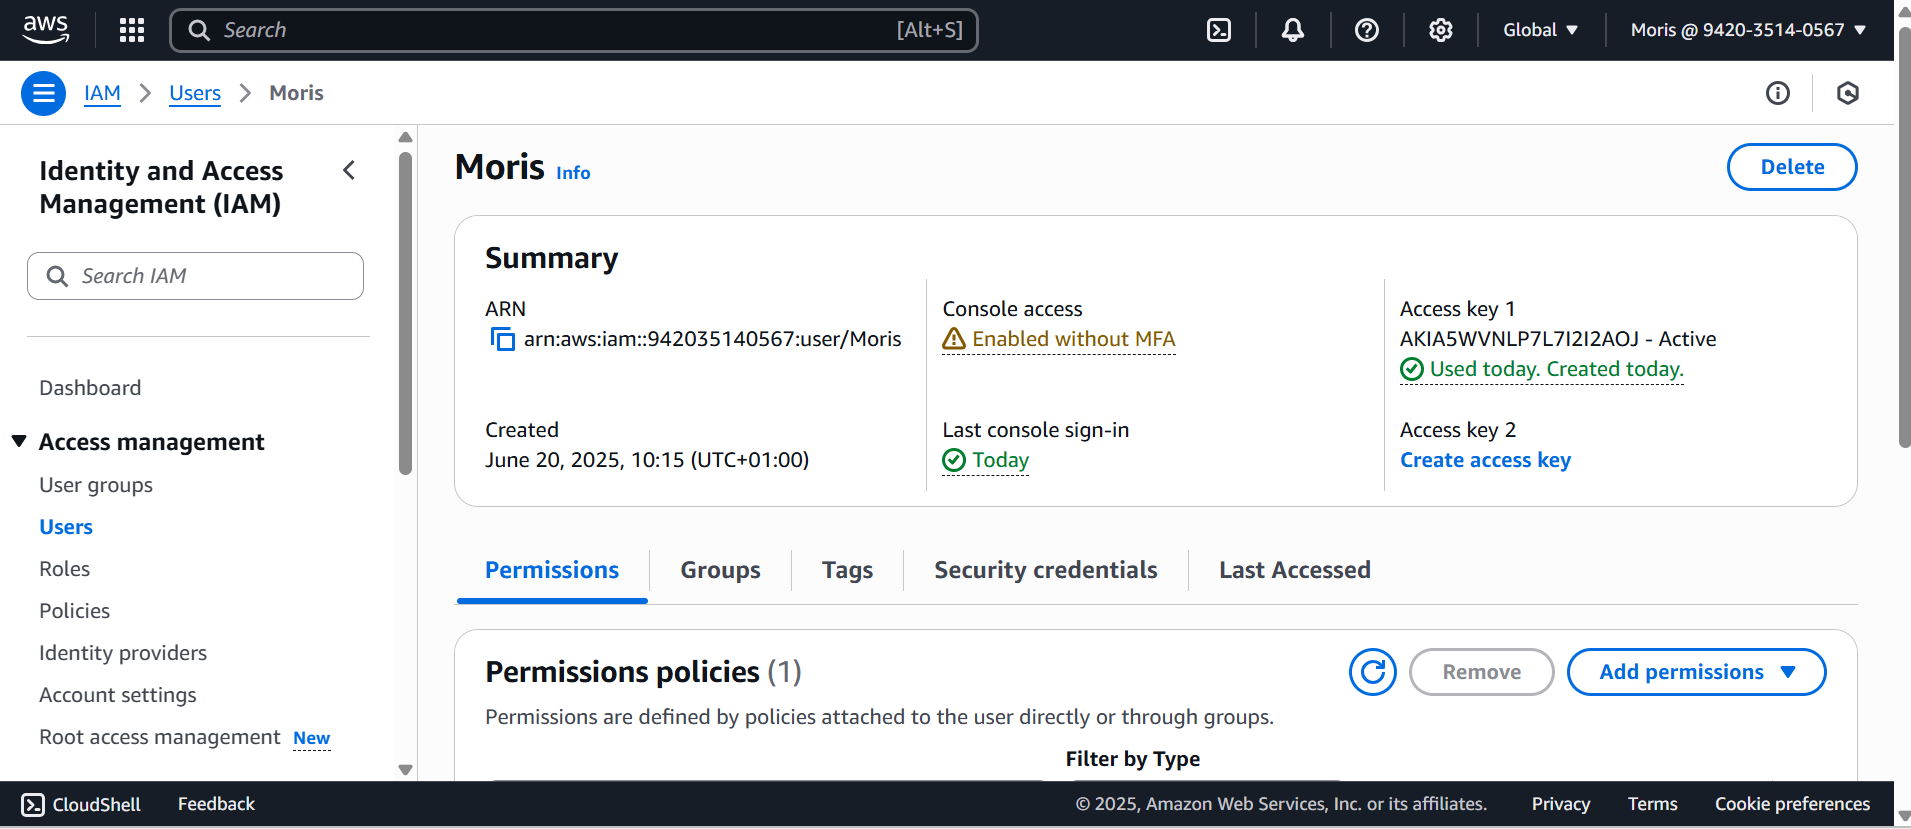 aws
Search
[Alt+S]
Global
Moris @ 9420-3514-0567
IAM
Users
Moris
Identity and Access
Management (IAM)
Search IAM
Dashboard
Access management
User groups
Users
Roles
Policies
Identity providers
Account settings
Root access management New
Moris Info
Delete
Summary
ARN
arn:aws:iam::942035140567:user/Moris
Created
June 20, 2025, 10:15 (UTC+01:00)
Console access
Enabled without MFA
Last console sign-in
Today
Access key 1
AKIA5WVNLP7L7I2I2AOJ - Active
Used today. Created today.
Access key 2
Create access key
Permissions
Groups
Tags
Security credentials
Last Accessed
Permissions policies (1)
Remove
Add permissions
Permissions are defined by policies attached to the user directly or through groups.
Filter by Type
CloudShell
Feedback
© 2025, Amazon Web Services, Inc. or its affiliates.
Privacy
Terms
Cookie preferences